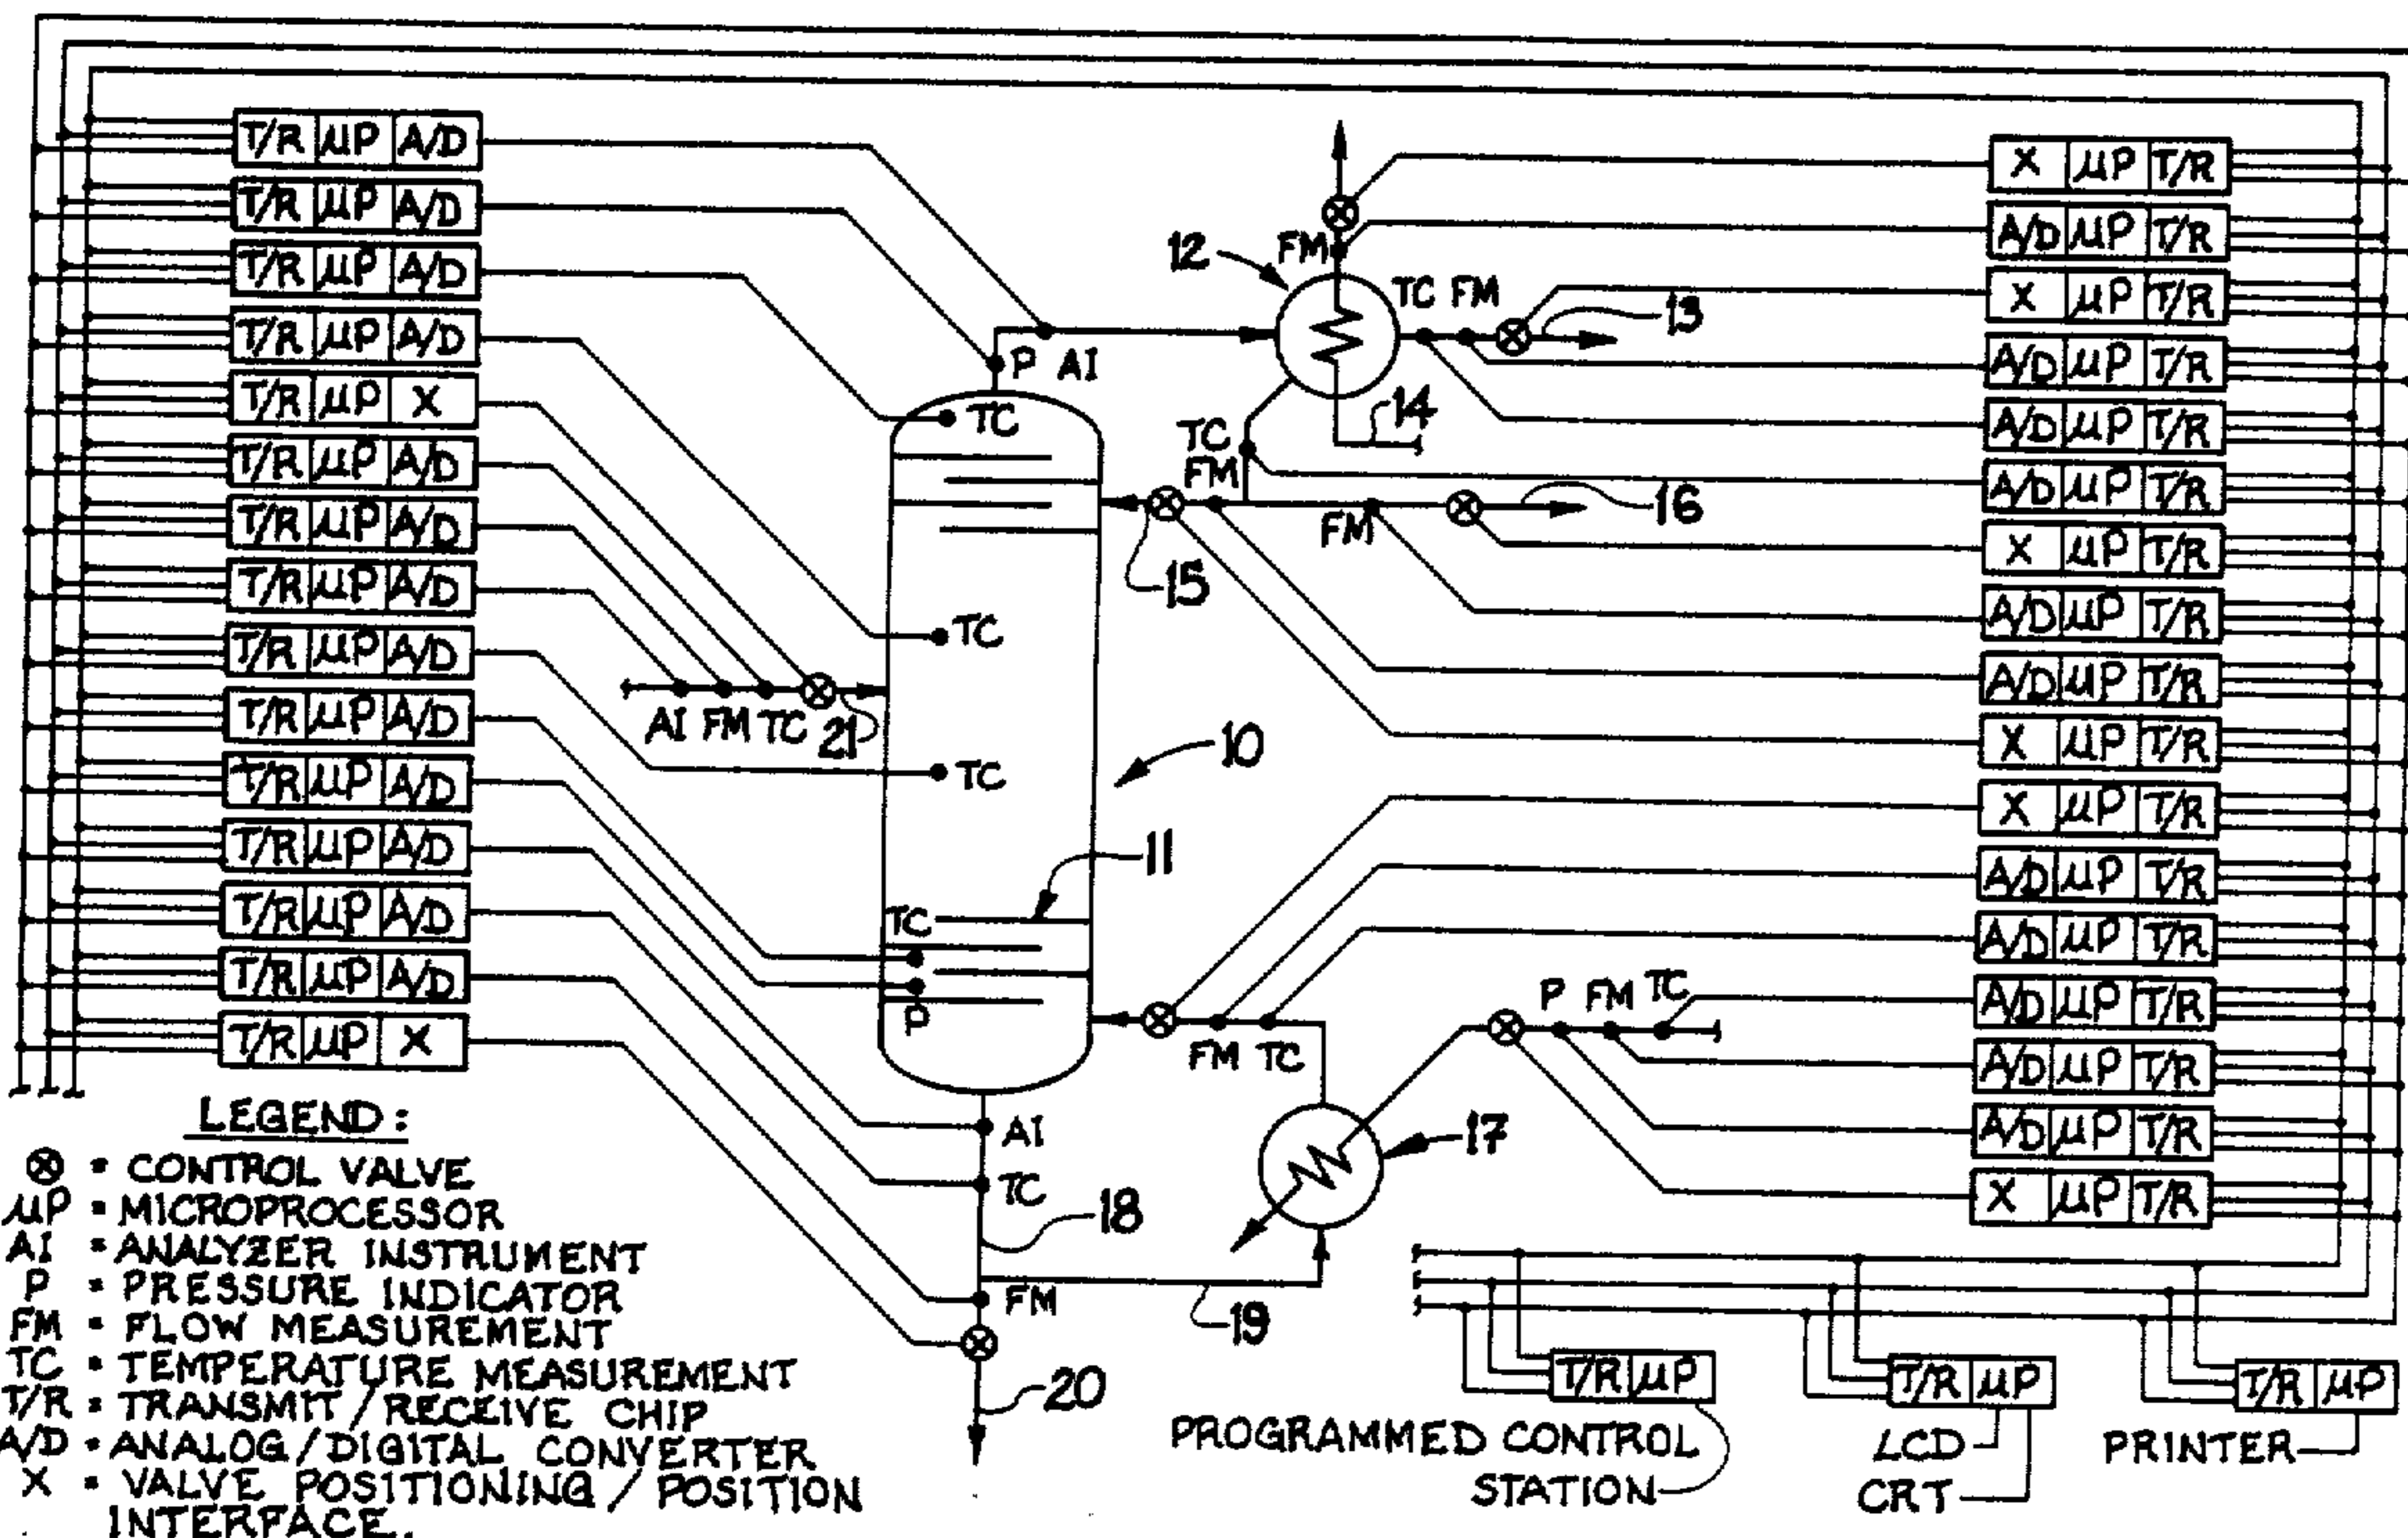 T/R µP A/D
T/R µP A/D
T/R µP A/D
T/R µP A/D
T/R µP X
T/R µP A/D
T/R µP A/D
T/R µP A/D
T/R µP A/D
T/R µP A/D
T/R µP A/D
T/R µP A/D
T/R µP A/D
T/R µP A/D
T/R µP X
12
FM
TC FM
13
P AI
TC
14
TC
FM
FM
16
15
TC
AI FM TC 21
10
TC
11
TC
P
FM TC
P FM TC
AI
17
TC
18
FM
19
20
X µP T/R
A/D µP T/R
X µP T/R
A/D µP T/R
A/D µP T/R
A/D µP T/R
X µP T/R
A/D µP T/R
A/D µP T/R
X µP T/R
X µP T/R
A/D µP T/R
A/D µP T/R
A/D µP T/R
A/D µP T/R
A/D µP T/R
X µP T/R
LEGEND:
⊗ = CONTROL VALVE
µP = MICROPROCESSOR
AI = ANALYZER INSTRUMENT
P = PRESSURE INDICATOR
FM = FLOW MEASUREMENT
TC = TEMPERATURE MEASUREMENT
T/R = TRANSMIT/RECEIVE CHIP
A/D = ANALOG/DIGITAL CONVERTER
X = VALVE POSITIONING/POSITION
INTERFACE.
T/R µP
PROGRAMMED CONTROL
STATION
T/R µP
LCD
CRT
T/R µP
PRINTER